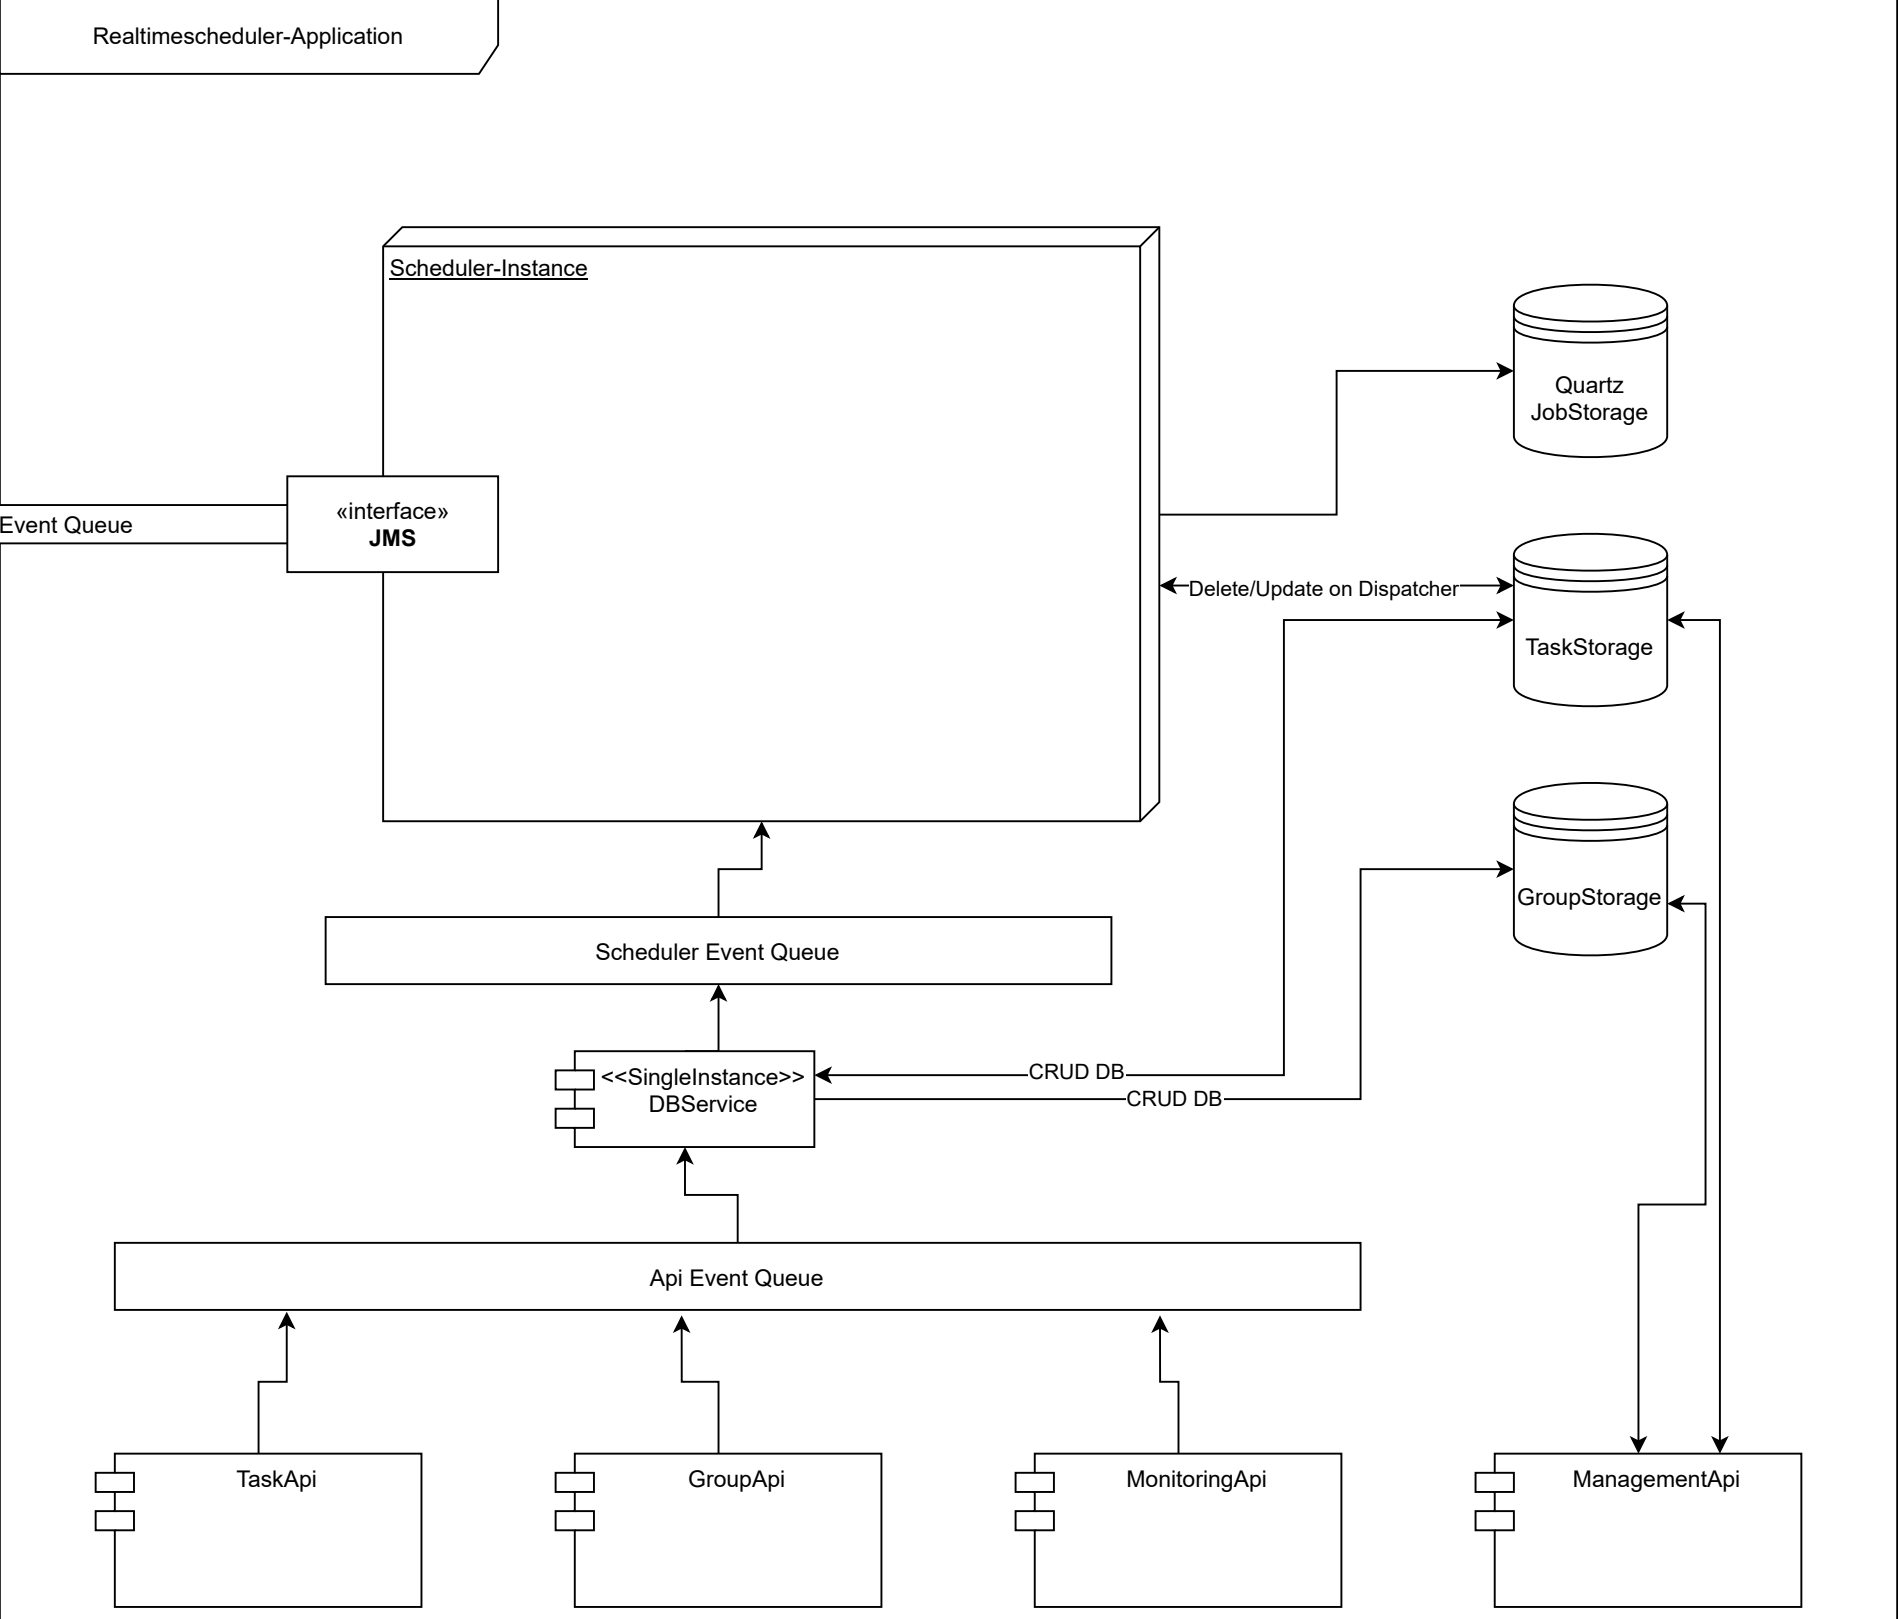 Realtimescheduler-Application
Scheduler-Instance
Quartz
JobStorage
«interface»
JMS
Event Queue
Delete/Update on Dispatcher
TaskStorage
GroupStorage
Scheduler Event Queue
<<SingleInstance>>
DBService
CRUD DB
CRUD DB
Api Event Queue
TaskApi
GroupApi
MonitoringApi
ManagementApi